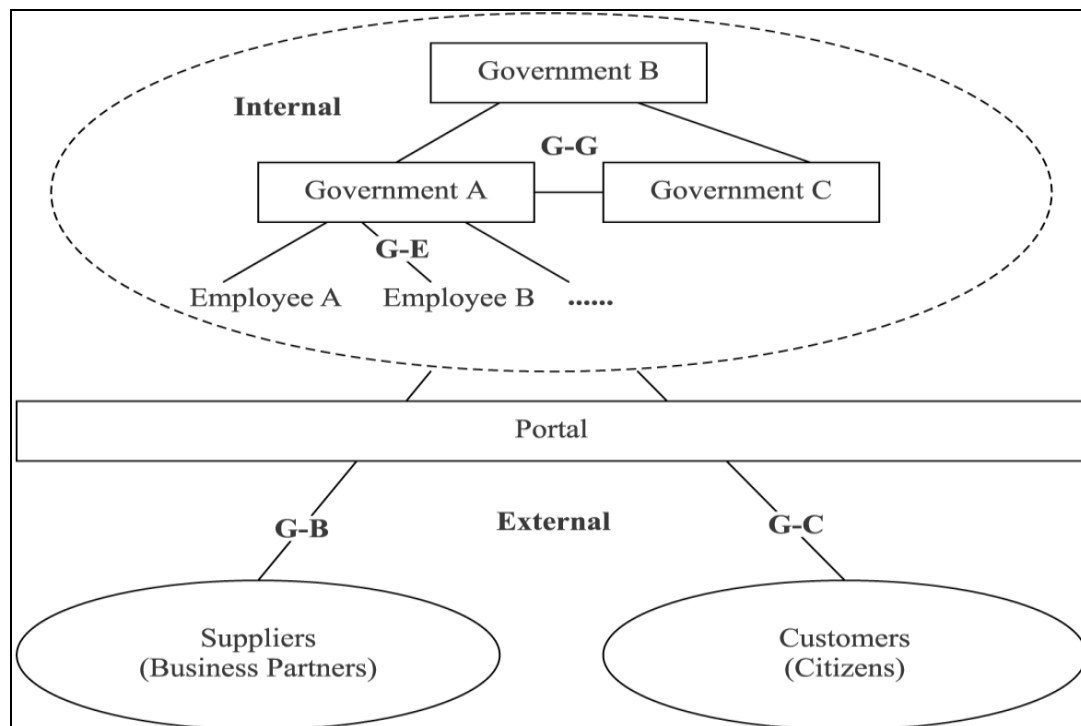 Government B
Internal
G-G
Government A
Government C
G-E
Employee A
Employee B
......
Portal
G-B
External
G-C
Suppliers
(Business Partners)
Customers
(Citizens)